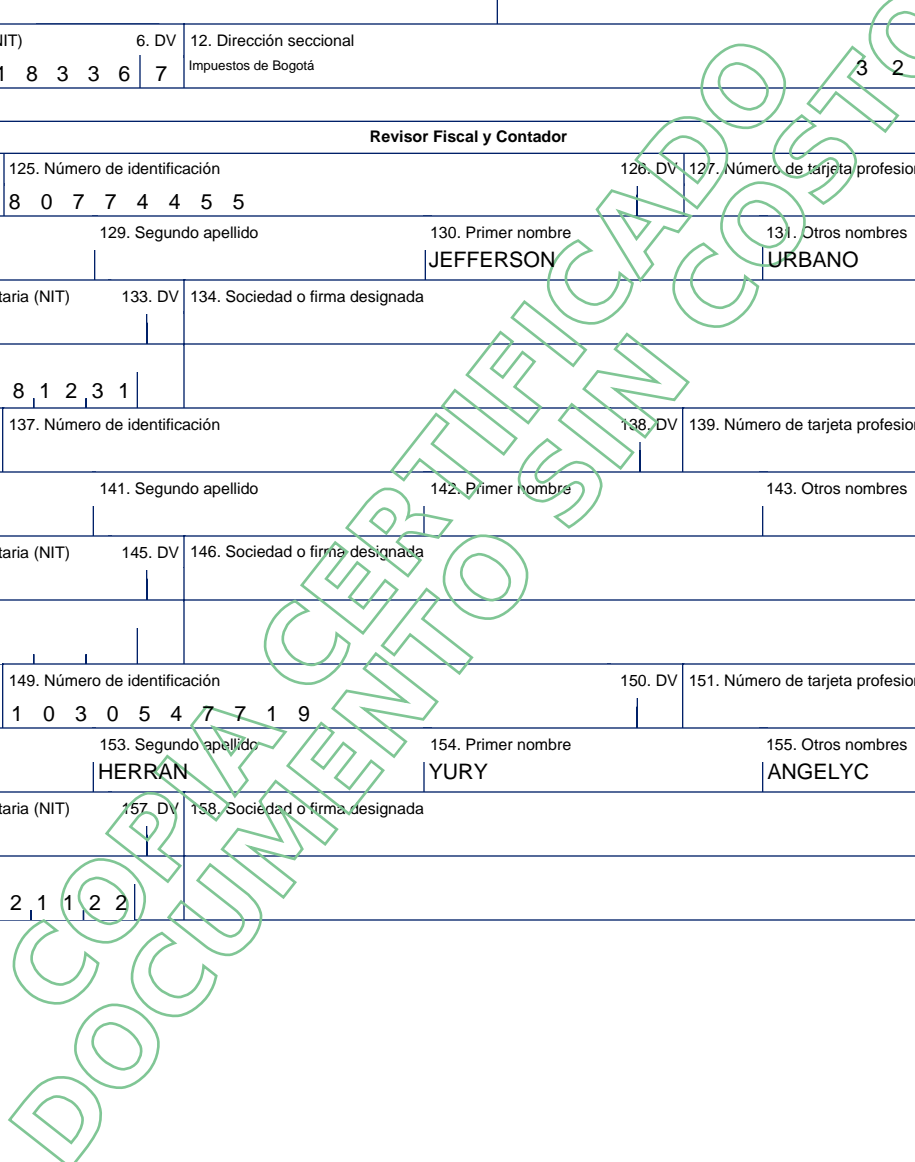 IT) 6. DV 12. Dirección seccional
1 8 3 3 6 7 Impuestos de Bogotá 3 2
Revisor Fiscal y Contador
125. Número de identificación 126. DV 127. Número de tarjeta profesion
8 0 7 7 4 4 5 5
129. Segundo apellido 130. Primer nombre 131. Otros nombres
JEFFERSON URBANO
taria (NIT) 133. DV 134. Sociedad o firma designada
8 1 2 3 1
137. Número de identificación 138. DV 139. Número de tarjeta profesion
141. Segundo apellido 142. Primer nombre 143. Otros nombres
taria (NIT) 145. DV 146. Sociedad o firma designada
149. Número de identificación 150. DV 151. Número de tarjeta profesion
1 0 3 0 5 4 7 7 1 9
153. Segundo apellido 154. Primer nombre 155. Otros nombres
HERRAN YURY ANGELYC
taria (NIT) 157. DV 158. Sociedad o firma designada
2 1 1 2 2
COPIA CERTIFICADO
DOCUMENTO SIN COSTO